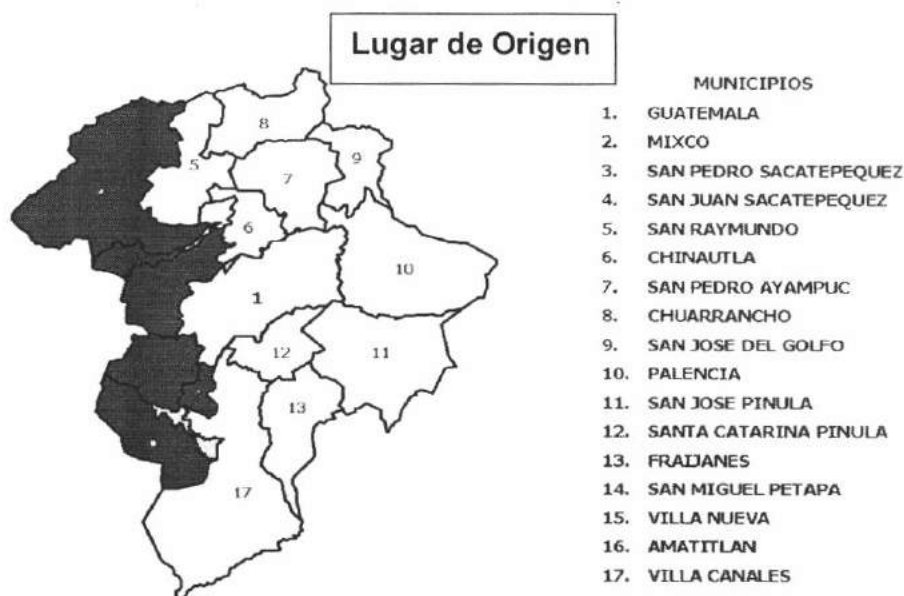 Lugar de Origen
MUNICIPIOS
1. GUATEMALA
2. MIXCO
3. SAN PEDRO SACATEPEQUEZ
4. SAN JUAN SACATEPEQUEZ
5. SAN RAYMUNDO
6. CHINAUTLA
7. SAN PEDRO AYAMPUC
8. CHUARRANCHO
9. SAN JOSE DEL GOLFO
10. PALENCIA
11. SAN JOSE PINULA
12. SANTA CATARINA PINULA
13. FRAIJANES
14. SAN MIGUEL PETAPA
15. VILLA NUEVA
16. AMATITLAN
17. VILLA CANALES
8
5
7
9
6
10
1
12
11
13
17